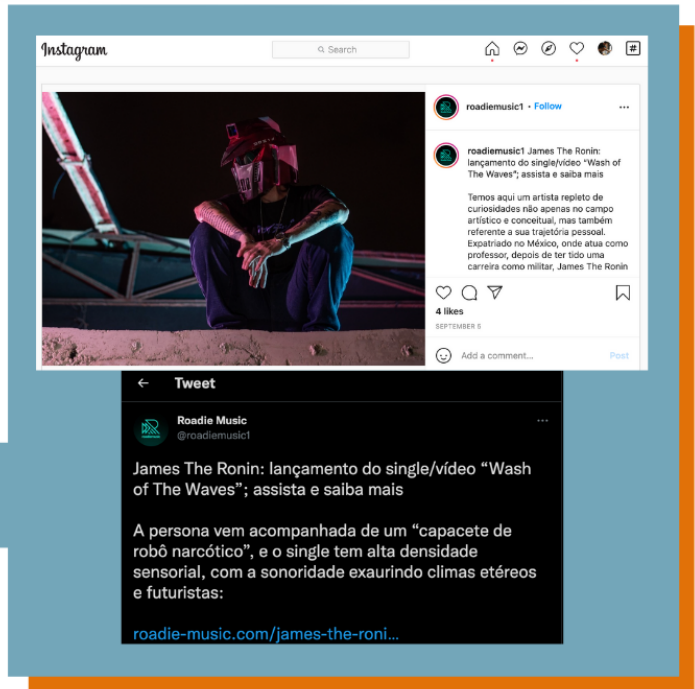 Instagram
Search
#
roadiemusic1 • Follow
...
roadiemusic1 James The Ronin:
lançamento do single/vídeo “Wash of
The Waves”; assista e saiba mais
Temos aqui um artista repleto de
curiosidades não apenas no campo
artístico e conceitual, mas também
referente a sua trajetória pessoal.
Expatriado no México, onde atua como
professor, depois de ter tido uma
carreira como militar, James The Ronin
4 likes
SEPTEMBER 5
Add a comment...
Post
← Tweet
Roadie Music
...
@roadiemusic1
James The Ronin: lançamento do single/vídeo “Wash
of The Waves”; assista e saiba mais
A persona vem acompanhada de um “capacete de
robô narcótico”, e o single tem alta densidade
sensorial, com a sonoridade exaurindo climas etéreos
e futuristas:
roadie-music.com/james-the-roni...